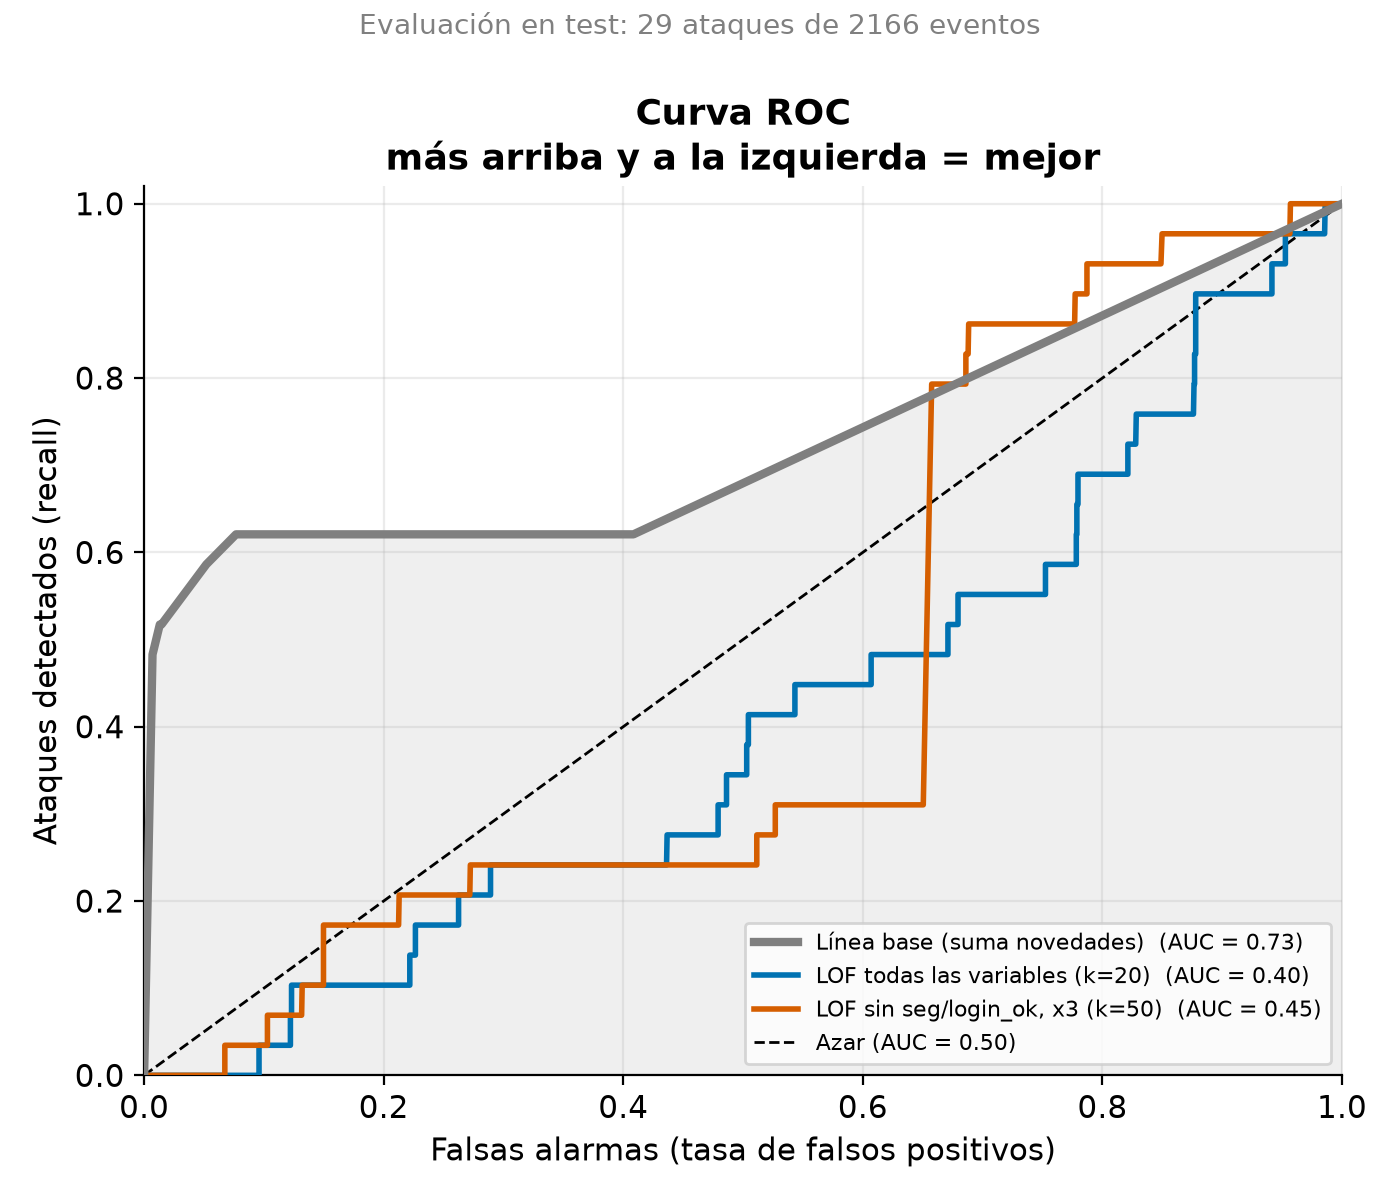 Evaluación en test: 29 ataques de 2166 eventos
Curva ROC
más arriba y a la izquierda = mejor
Ataques detectados (recall)
1.0
0.8
0.6
0.4
0.2
0.0
0.0
0.2
0.4
0.6
0.8
1.0
Falsas alarmas (tasa de falsos positivos)
Línea base (suma novedades)  (AUC = 0.73)
LOF todas las variables (k=20)  (AUC = 0.40)
LOF sin seg/login_ok, x3 (k=50)  (AUC = 0.45)
Azar (AUC = 0.50)